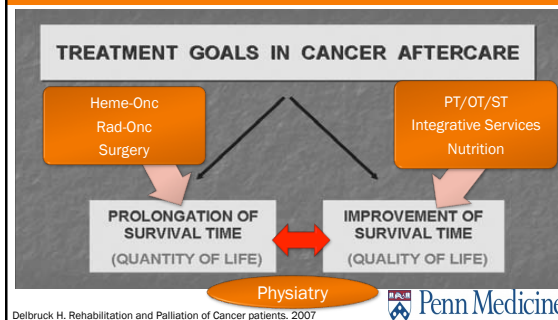 TREATMENT GOALS IN CANCER AFTERCARE
Heme-Onc
Rad-Onc
Surgery
PT/OT/ST
Integrative Services
Nutrition
PROLONGATION OF
SURVIVAL TIME
(QUANTITY OF LIFE)
IMPROVEMENT OF
SURVIVAL TIME
(QUALITY OF LIFE)
Physiatry
Delbruck H. Rehabilitation and Palliation of Cancer patients. 2007
Penn Medicine